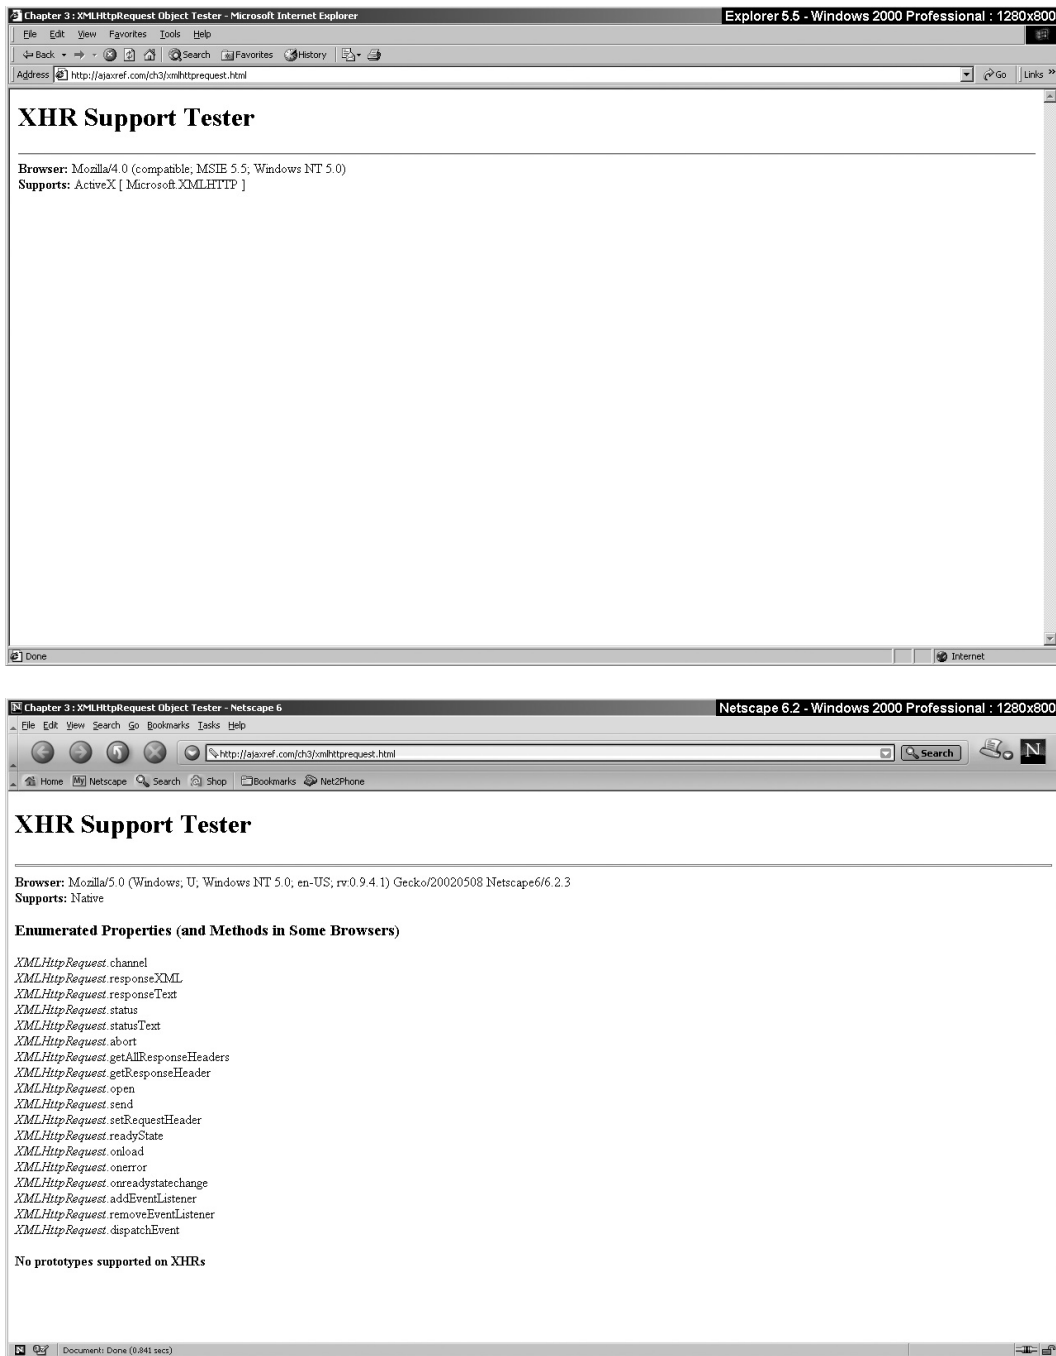 Chapter 3 : XMLHttpRequest Object Tester - Microsoft Internet Explorer
Explorer 5.5 - Windows 2000 Professional : 1280x800
File Edit View Favorites Tools Help
Back Search Favorites History
Address http://ajaxref.com/ch3/xmlhttprequest.html Go Links »
XHR Support Tester
Browser: Mozilla/4.0 (compatible; MSIE 5.5; Windows NT 5.0)
Supports: ActiveX [ Microsoft.XMLHTTP ]
Done Internet
Chapter 3 : XMLHttpRequest Object Tester - Netscape 6
Netscape 6.2 - Windows 2000 Professional : 1280x800
File Edit View Search Go Bookmarks Tasks Help
http://ajaxref.com/ch3/xmlhttprequest.html Search N
Home My Netscape Search Shop Bookmarks Net2Phone
XHR Support Tester
Browser: Mozilla/5.0 (Windows; U; Windows NT 5.0; en-US; rv:0.9.4.1) Gecko/20020508 Netscape6/6.2.3
Supports: Native
Enumerated Properties (and Methods in Some Browsers)
XMLHttpRequest.channel
XMLHttpRequest.responseXML
XMLHttpRequest.responseText
XMLHttpRequest.status
XMLHttpRequest.statusText
XMLHttpRequest.abort
XMLHttpRequest.getAllResponseHeaders
XMLHttpRequest.getResponseHeader
XMLHttpRequest.open
XMLHttpRequest.send
XMLHttpRequest.setRequestHeader
XMLHttpRequest.readyState
XMLHttpRequest.onload
XMLHttpRequest.onerror
XMLHttpRequest.onreadystatechange
XMLHttpRequest.addEventListener
XMLHttpRequest.removeEventListener
XMLHttpRequest.dispatchEvent
No prototypes supported on XHRs
Document: Done (0.841 secs)